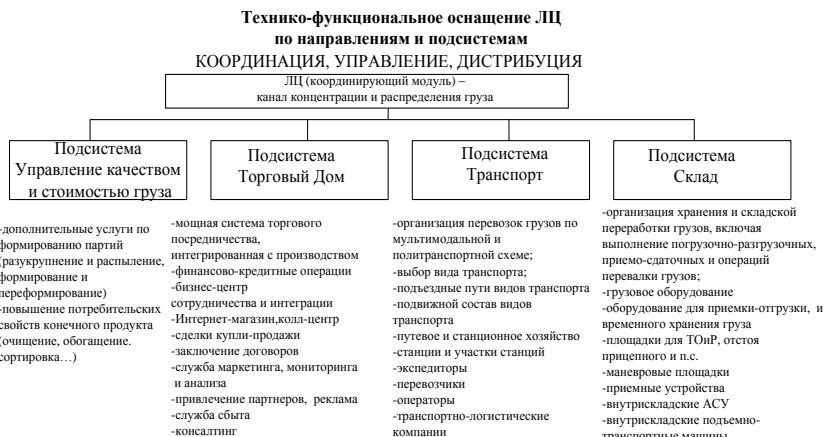 Технико-функциональное оснащение ЛЦ
по направлениям и подсистемам
КООРДИНАЦИЯ, УПРАВЛЕНИЕ, ДИСТРИБУЦИЯ
ЛЦ (координирующий модуль) –
канал концентрации и распределения груза
Подсистема
Управление качеством
и стоимостью груза
Подсистема
Торговый Дом
Подсистема
Транспорт
Подсистема
Склад
-дополнительные услуги по
формированию партий
(разукрупнение и распыление,
формирование и
переформирование)
-повышение потребительских
свойств конечного продукта
(очищение, обогащение.
сортировка…)
-мощная система торгового
посредничества,
интегрированная с производством
-финансово-кредитные операции
-бизнес-центр
сотрудничества и интеграции
-Интернет-магазин,колл-центр
-сделки купли-продажи
-заключение договоров
-служба маркетинга, мониторинга
и анализа
-привлечение партнеров, реклама
-служба сбыта
-консалтинг
-организация перевозок грузов по
мультимодальной и
политранспортной схеме;
-выбор вида транспорта;
-подъездные пути видов транспорта
-подвижной состав видов
транспорта
-путевое и станционное хозяйство
-станции и участки станций
-экспедиторы
-перевозчики
-операторы
-транспортно-логистические
компании
-организация хранения и складской
переработки грузов, включая
выполнение погрузочно-разгрузочных,
приемо-сдаточных и операций
перевалки грузов;
-грузовое оборудование
-оборудование для приемки-отгрузки, и
временного хранения груза
-площадки для ТОиР, отстоя
прицепного и п.с.
-маневровые площадки
-приемные устройства
-внутрискладские АСУ
-внутрискладские подъемно-
транспортные машины